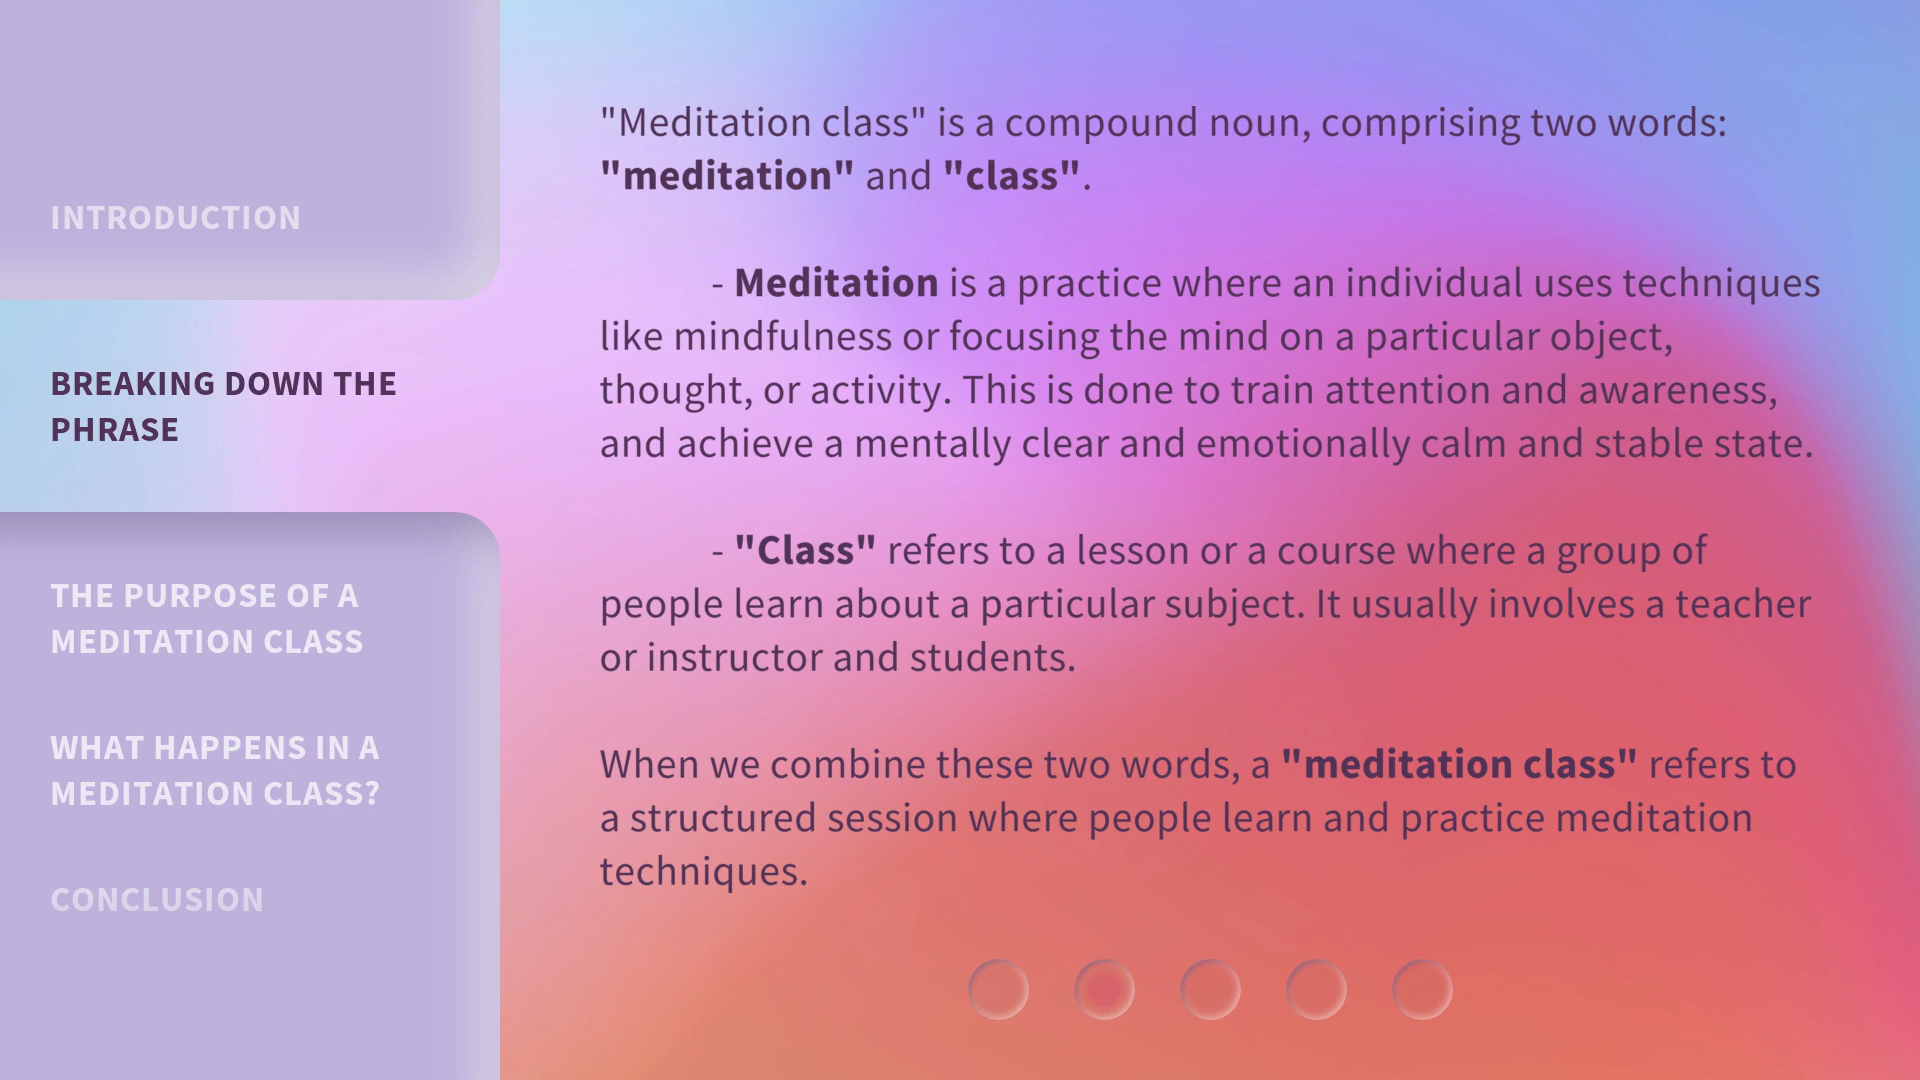 INTRODUCTION
BREAKING DOWN THE
PHRASE
THE PURPOSE OF A
MEDITATION CLASS
WHAT HAPPENS IN A
MEDITATION CLASS?
CONCLUSION
"Meditation class" is a compound noun, comprising two words:
"meditation" and "class".
- Meditation is a practice where an individual uses techniques
like mindfulness or focusing the mind on a particular object,
thought, or activity. This is done to train attention and awareness,
and achieve a mentally clear and emotionally calm and stable state.
- "Class" refers to a lesson or a course where a group of
people learn about a particular subject. It usually involves a teacher
or instructor and students.
When we combine these two words, a "meditation class" refers to
a structured session where people learn and practice meditation
techniques.